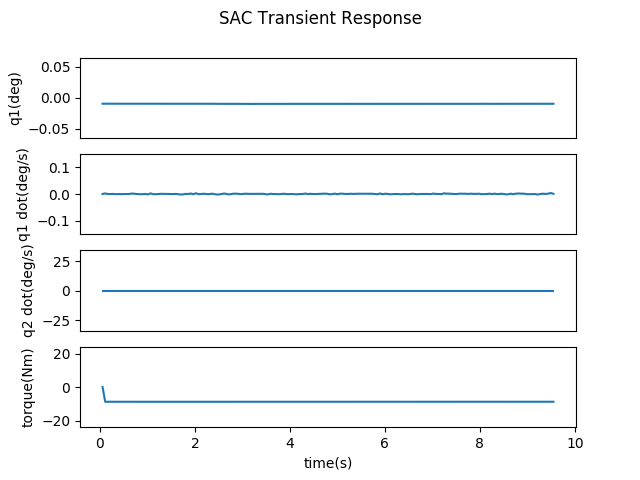 SAC Transient Response
0.05
0.00
−0.05
q1(deg)
0.1
0.0
−0.1
q1 dot(deg/s)
25
0
−25
q2 dot(deg/s)
20
0
−20
torque(Nm)
0 2 4 6 8 10
time(s)